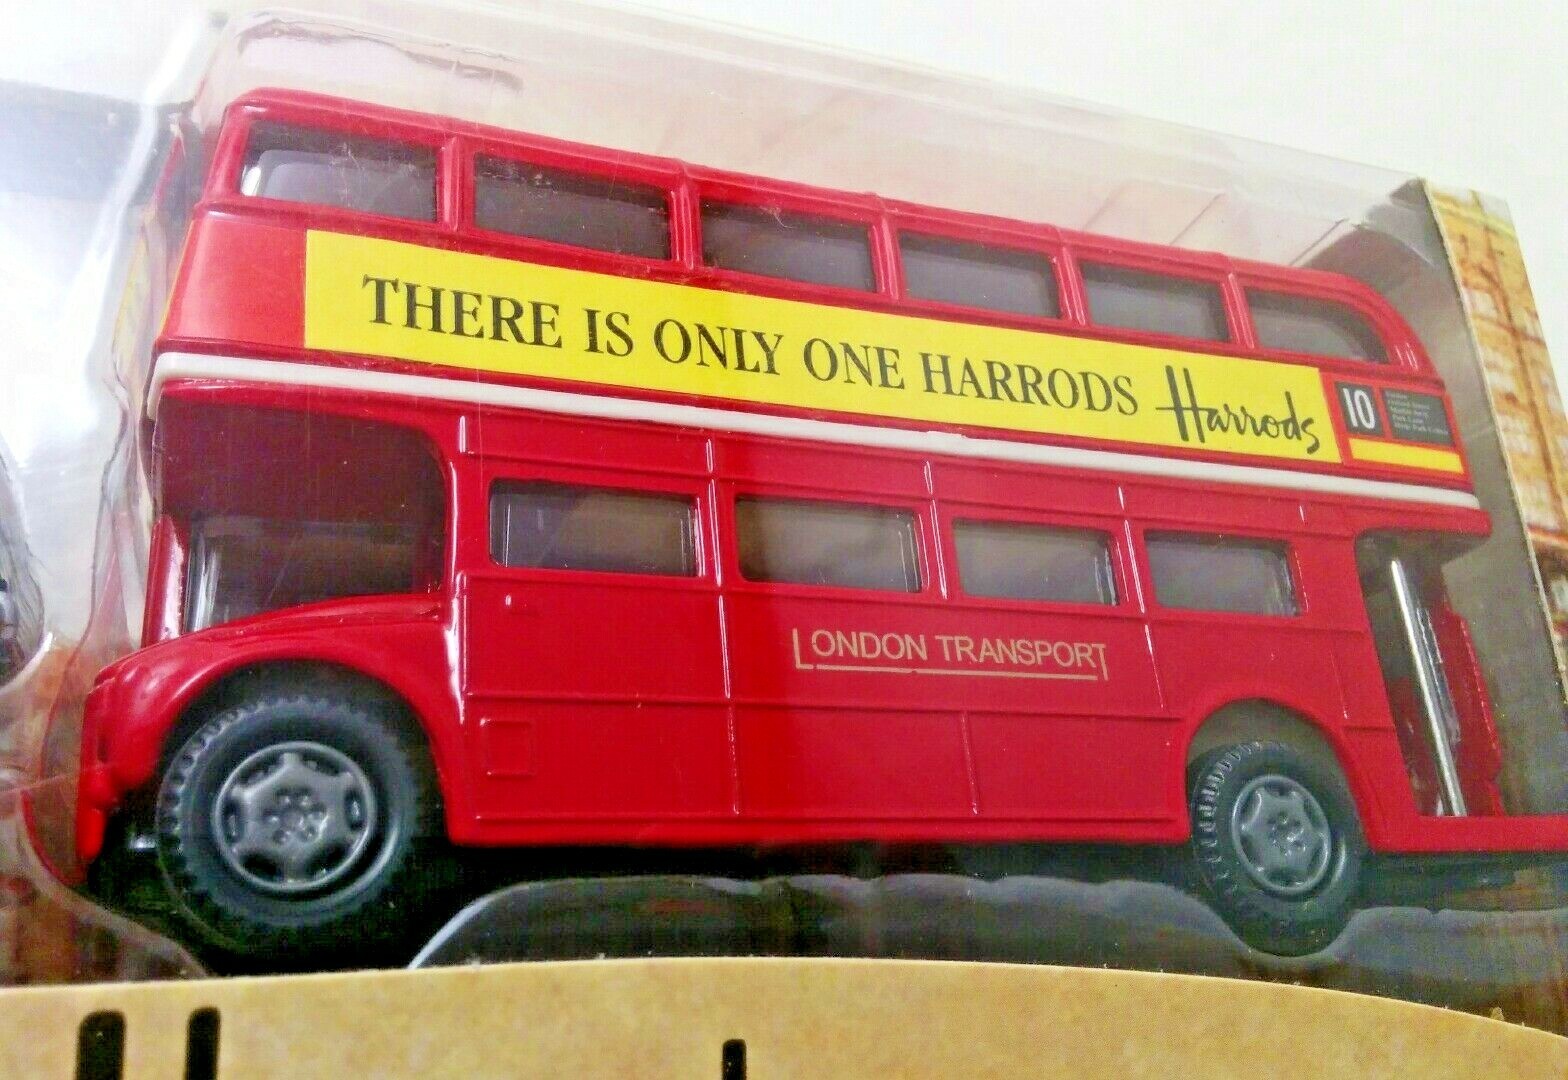 THERE IS ONLY ONE HARRODS Harrods
10
LONDON TRANSPORT